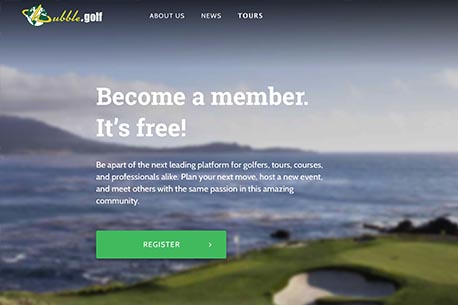 Bubble.golf
ABOUT US NEWS TOURS
Become a member.
It's free!
Be apart of the next leading platform for golfers, tours, courses,
and professionals alike. Plan your next move, host a new event,
and meet others with the same passion in this amazing
community.
REGISTER >